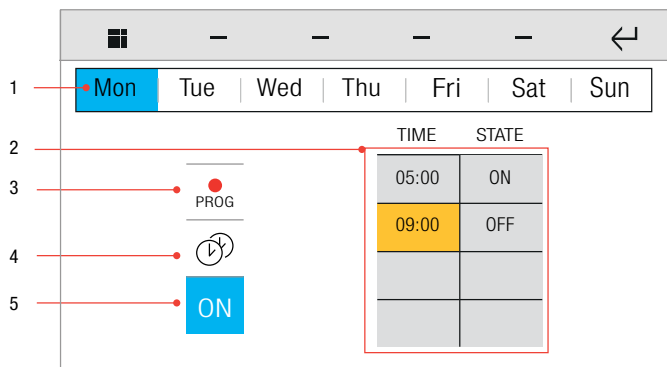 1 Mon Tue Wed Thu Fri Sat Sun
2 TIME STATE
3 PROG 05:00 ON
09:00 OFF
4
5 ON